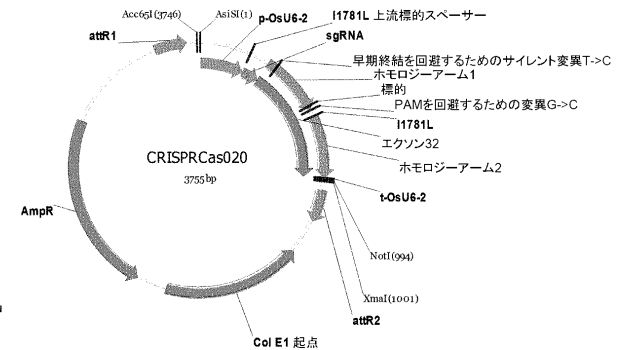 Acc65I(3746)
AsiSI(1)
p-OsU6-2
I1781L 上流標的スペーサー
attR1
sgRNA
早期終結を回避するためのサイレント変異T->C
ホモロジーアーム1
標的
PAMを回避するための変異G->C
I1781L
エクソン32
CRISPRCas020
ホモロジーアーム2
3755bp
t-OsU6-2
AmpR
NotI(994)
XmaI(1001)
attR2
Col E1 起点